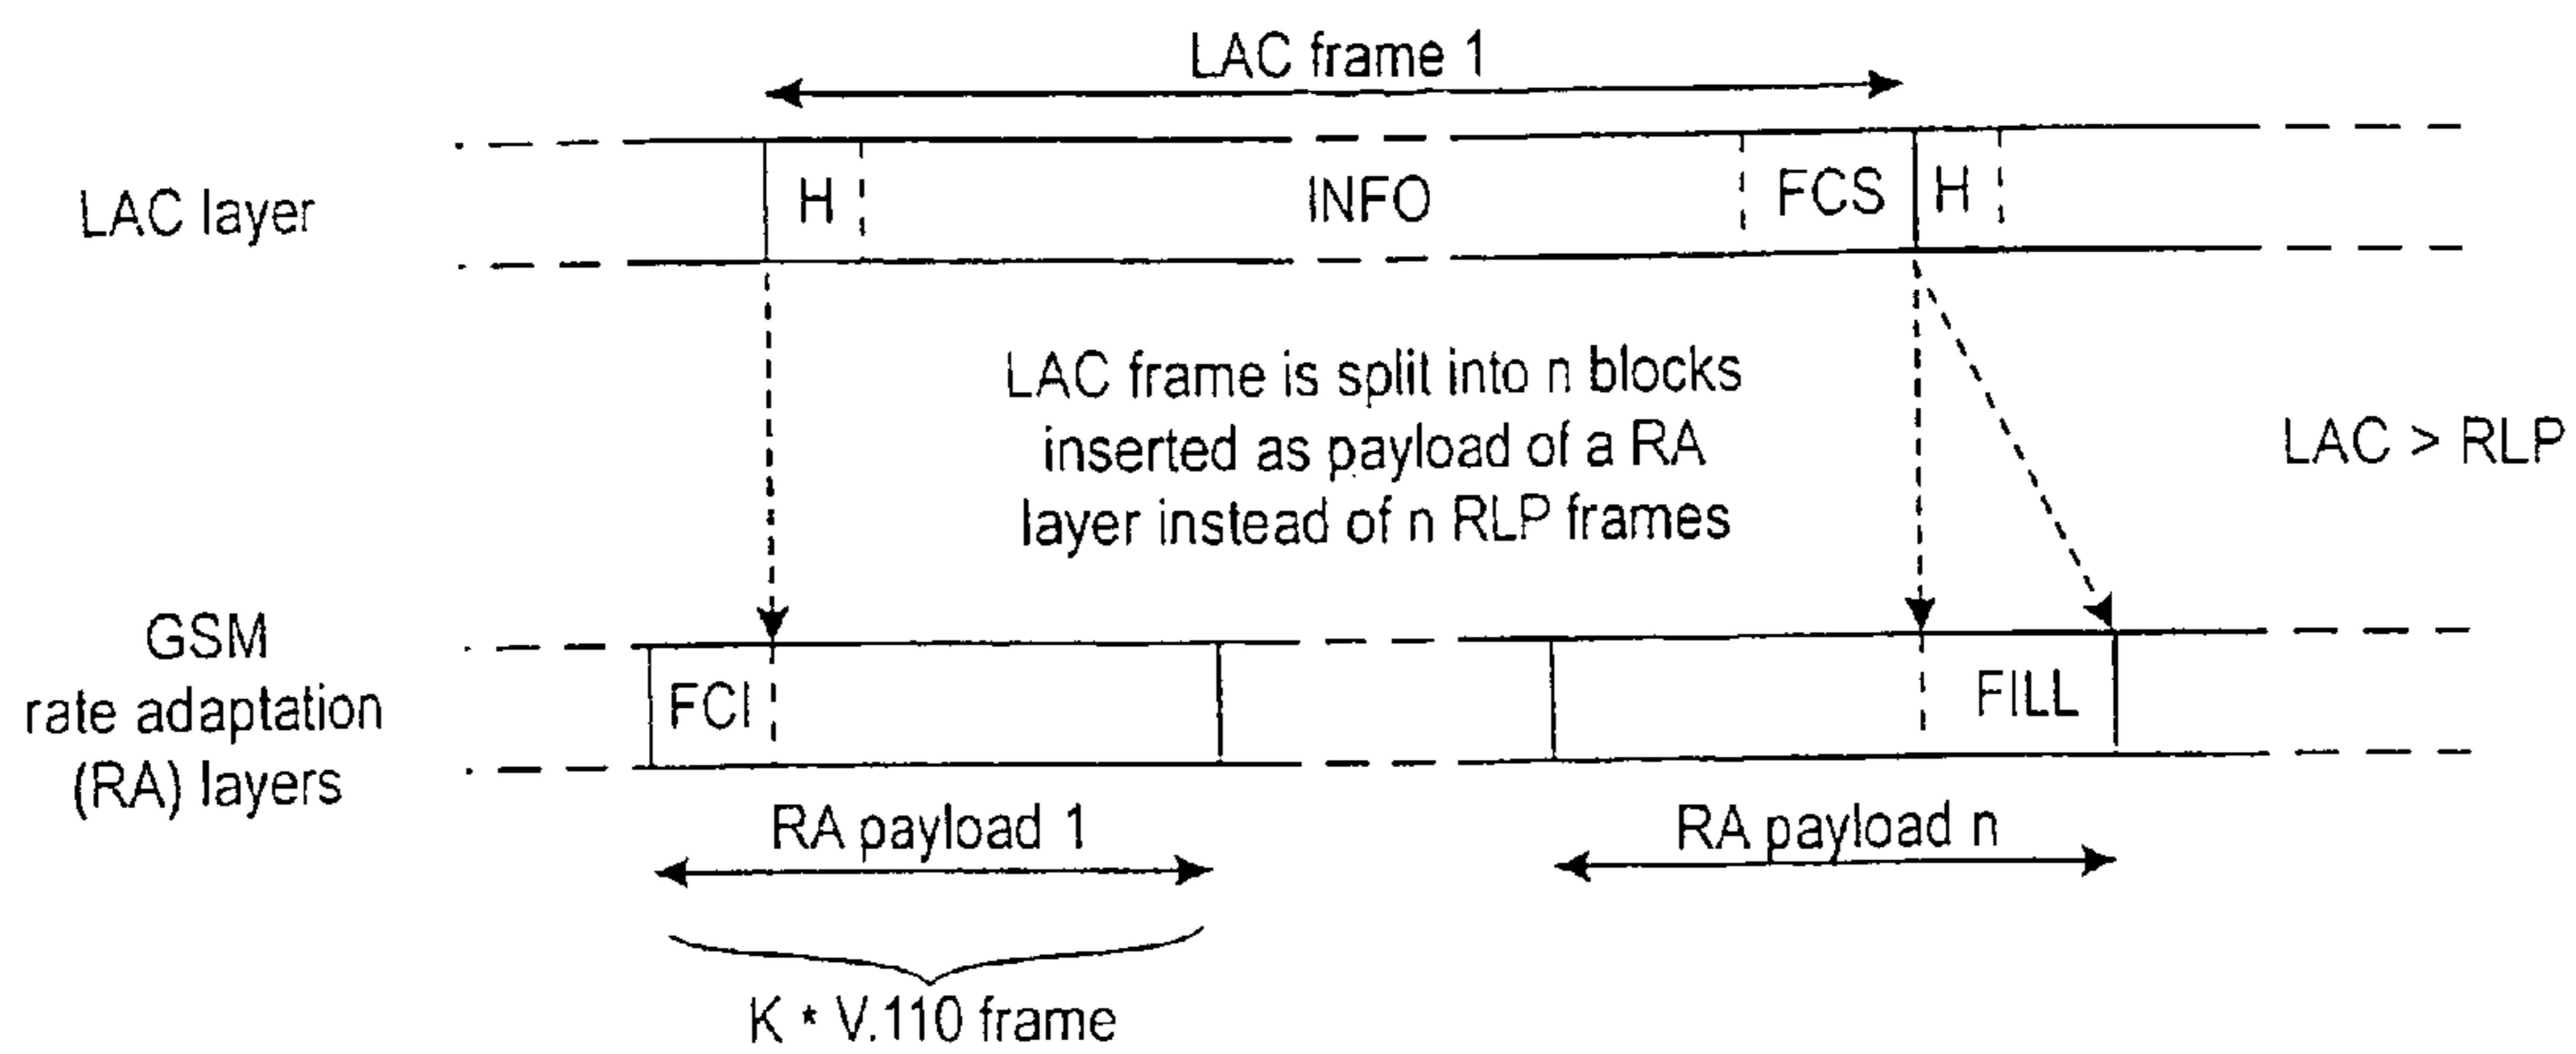 LAC frame 1
LAC layer
H
INFO
FCS
H
LAC frame is split into n blocks
inserted as payload of a RA
layer instead of n RLP frames
LAC > RLP
GSM
rate adaptation
(RA) layers
FCI
FILL
RA payload 1
RA payload n
K * V.110 frame